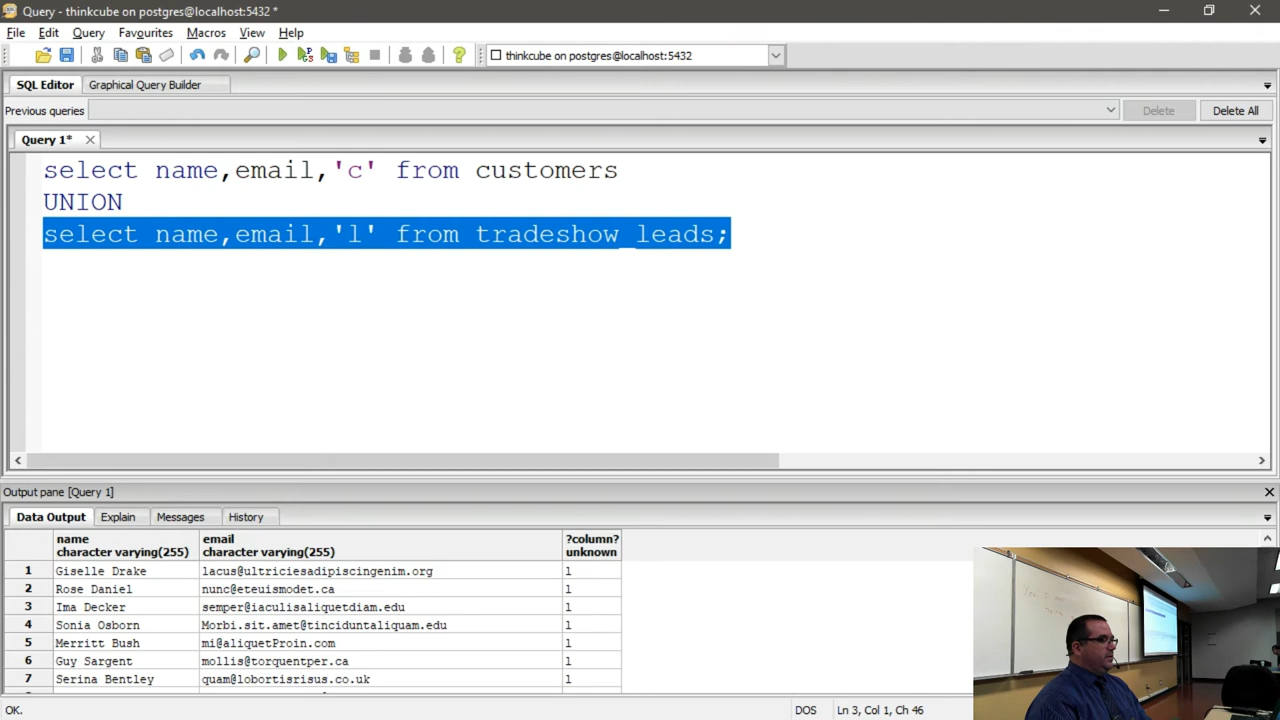 Query - thinkcube on postgres@localhost:5432 *
File Edit Query Favourites Macros View Help
thinkcube on postgres@localhost:5432
SQL Editor Graphical Query Builder
Previous queries Delete Delete All
Query 1*
select name,email,'c' from customers
UNION
select name,email,'l' from tradeshow_leads;
Output pane [Query 1]
Data Output Explain Messages History
name email ?column?
character varying(255) character varying(255) unknown
1 Giselle Drake lacus@ultriciesadipiscingenim.org l
2 Rose Daniel nunc@eteuismodet.ca l
3 Ima Decker semper@iaculisaliquetdiam.edu l
4 Sonia Osborn Morbi.sit.amet@tinciduntaliquam.edu l
5 Merritt Bush mi@aliquetProin.com l
6 Guy Sargent mollis@torquentper.ca l
7 Serina Bentley quam@lobortisrisus.co.uk l
OK. DOS Ln 3, Col 1, Ch 46